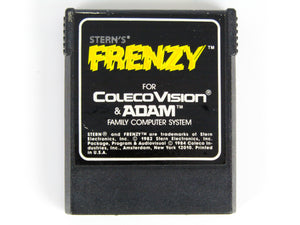 STERN'S®
FRENZY™
FOR
COLECOVISION®
& ADAM™
FAMILY COMPUTER SYSTEM
STERN® and FRENZY™ are trademarks of Stern
Electronics, Inc. © 1982 Stern Electronics, Inc.
Package, Program & Audiovisual © 1984 Coleco In-
dustries, Inc., Amsterdam, New York 12010. Printed
in U.S.A.